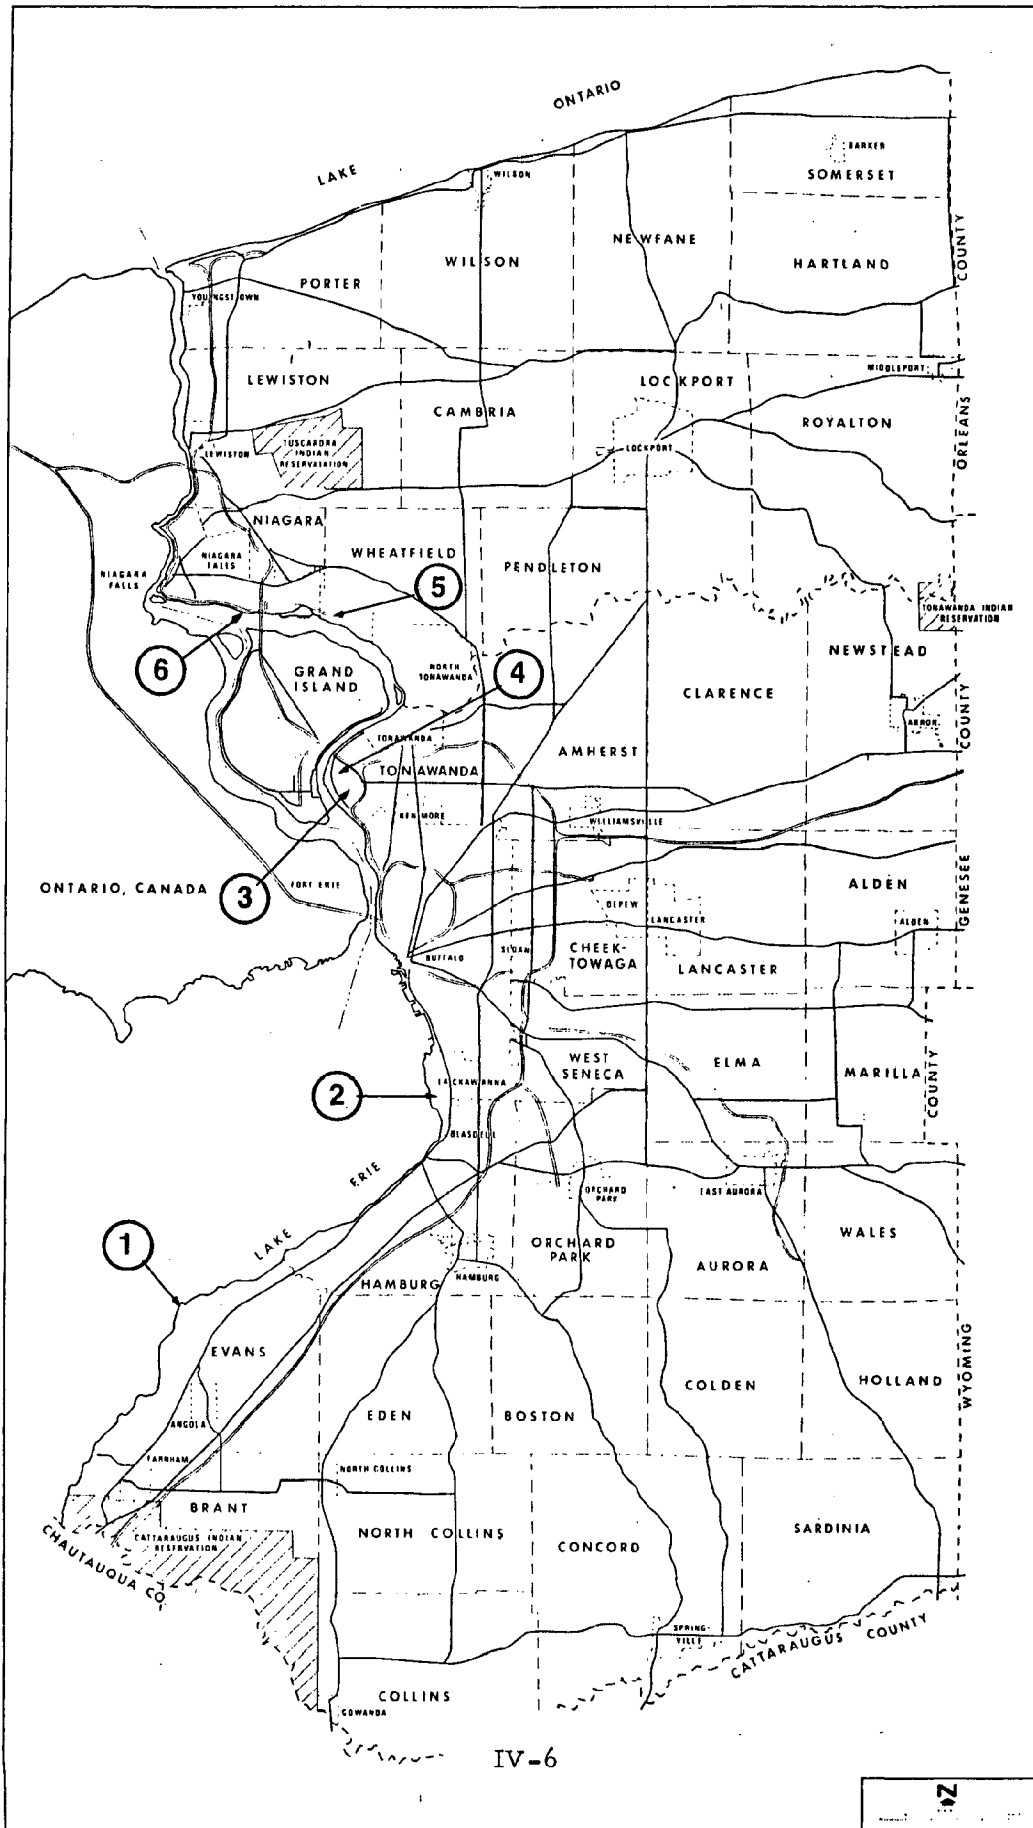 LAKE
ONTARIO
BARKER
SOMERSET
WILSON
NEWFANE
WILSON
HARTLAND
COUNTY
PORTER
YOUNGSTOWN
LEWISTON
LOCKPORT
MIDDLEPORT
CAMBRIA
ROYALTON
ORLEANS
TUSCARORA
INDIAN
RESERVATION
LEWISTON
LOCKPORT
NIAGARA
NIAGARA
FALLS
WHEATFIELD
NIAGARA
FALLS
5
PENDLETON
TONAWANDA INDIAN
RESERVATION
6
NEWSTEAD
GRAND
ISLAND
NORTH
TONAWANDA
4
CLARENCE
AKRON
COUNTY
TONAWANDA
AMHERST
TONAWANDA
KENMORE
WILLIAMSVILLE
ONTARIO, CANADA
3
FORT ERIE
ALDEN
GENESEE
DEPEW
LANCASTER
ALDEN
BUFFALO
SLOAN
CHEEK-
TOWAGA
LANCASTER
WEST
SENECA
ELMA
MARILLA
COUNTY
2
LACKAWANNA
BLASDELL
LAKE
ERIE
ORCHARD
PARK
EAST AURORA
1
WALES
ORCHARD
PARK
AURORA
HAMBURG
HAMBURG
EVANS
WYOMING
COLDEN
HOLLAND
EDEN
BOSTON
ANGOLA
FARNHAM
NORTH COLLINS
BRANT
NORTH COLLINS
CONCORD
SARDINIA
CATTARAUGUS INDIAN
RESERVATION
CHAUTAUQUA CO.
SPRING-
VILLE
CATTARAUGUS COUNTY
COLLINS
GOWANDA
IV-6
N